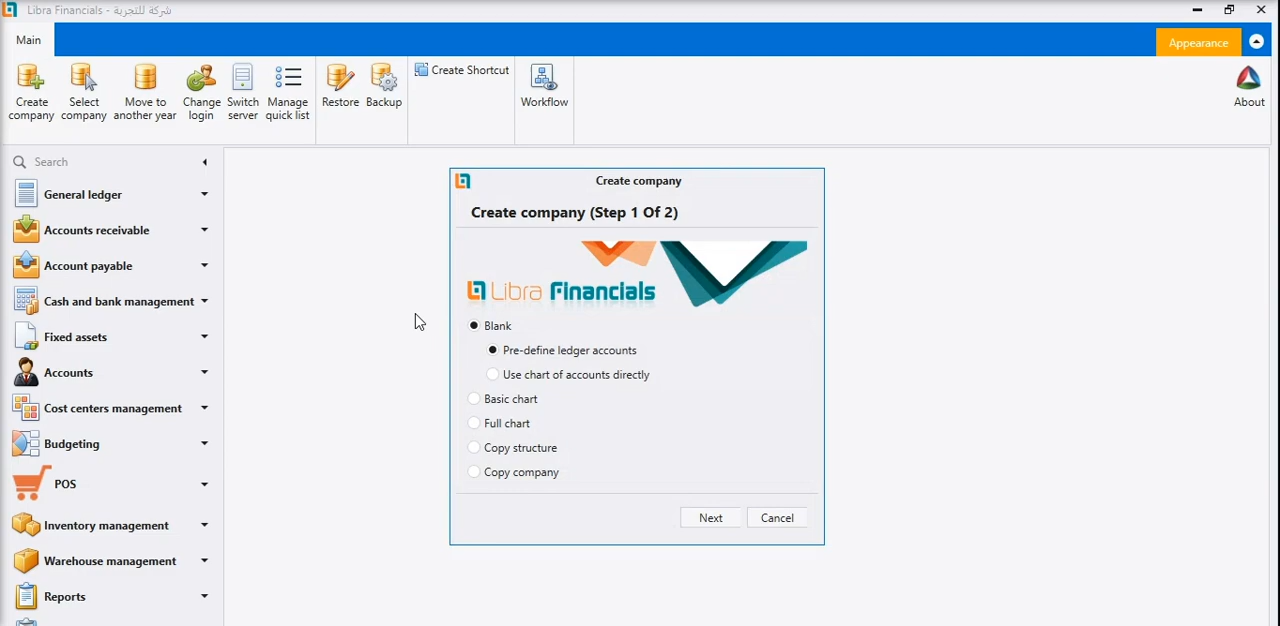 Libra Financials - شركة للتجربة
Main
Appearance
Create company
Select company
Move to another year
Change login
Switch server
Manage quick list
Restore
Backup
Create Shortcut
Workflow
About
Search
General ledger
Accounts receivable
Account payable
Cash and bank management
Fixed assets
Accounts
Cost centers management
Budgeting
POS
Inventory management
Warehouse management
Reports
Create company
Create company (Step 1 Of 2)
Libra Financials
Blank
Pre-define ledger accounts
Use chart of accounts directly
Basic chart
Full chart
Copy structure
Copy company
Next
Cancel